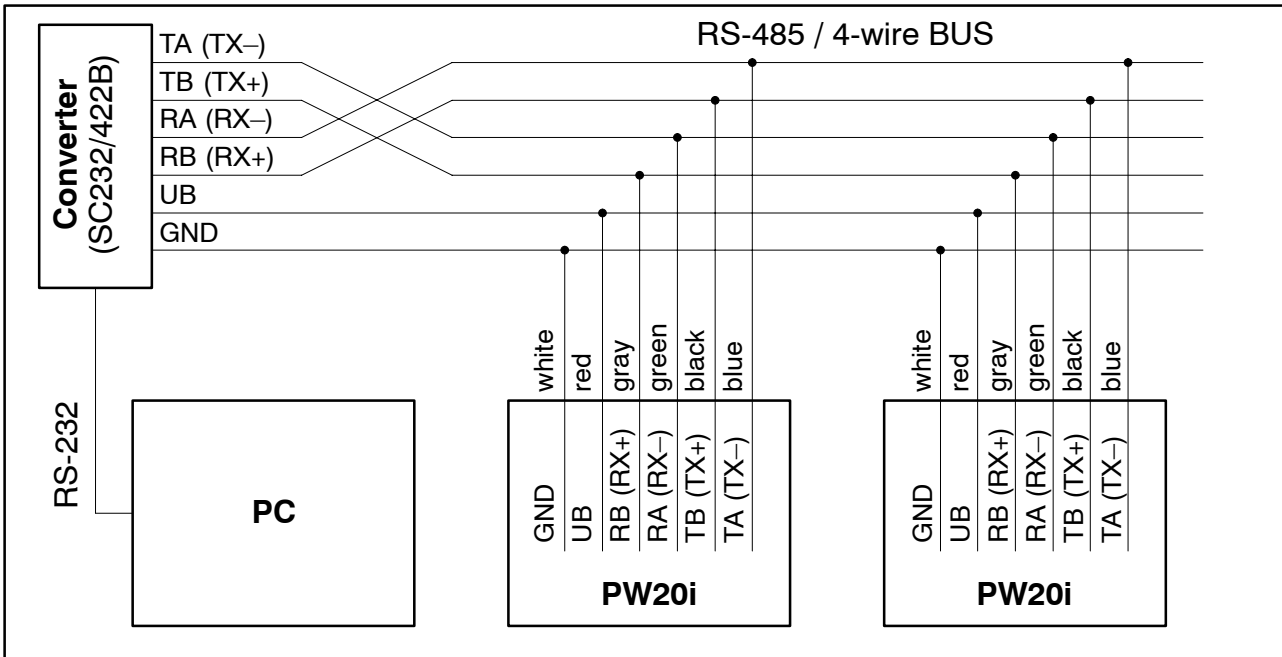 RS-485 / 4-wire BUS
Converter
(SC232/422B)
TA (TX–)
TB (TX+)
RA (RX–)
RB (RX+)
UB
GND
RS-232
PC
white
red
gray
green
black
blue
GND
UB
RB (RX+)
RA (RX–)
TB (TX+)
TA (TX–)
PW20i
white
red
gray
green
black
blue
GND
UB
RB (RX+)
RA (RX–)
TB (TX+)
TA (TX–)
PW20i